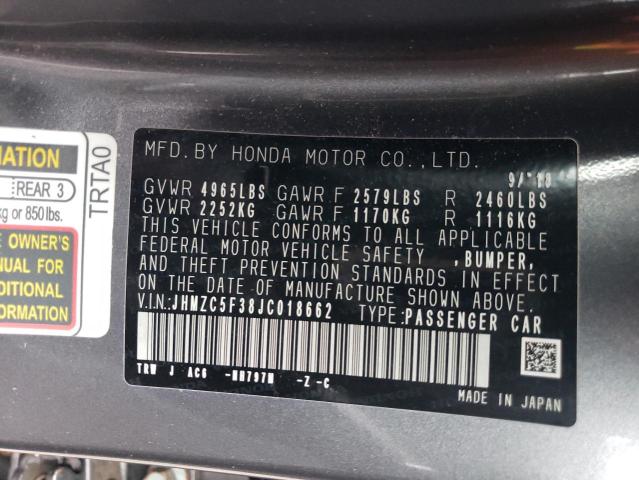 MATION
REAR 3
kg or 850 lbs.
E OWNER'S
NUAL FOR
DITIONAL
ORMATION
TRTA0
MFD.BY HONDA MOTOR CO.,LTD. 9/'18
GVWR 4965LBS GAWR F 2579LBS R 2460LBS
GVWR 2252KG GAWR F 1170KG R 1116KG
THIS VEHICLE CONFORMS TO ALL APPLICABLE
FEDERAL MOTOR VEHICLE SAFETY ,BUMPER,
AND THEFT PREVENTION STANDARDS IN EFFECT
ON THE DATE OF MANUFACTURE SHOWN ABOVE.
V.I.N.:JHMZC5F38JC018662 TYPE:PASSENGER CAR
TRW J AC6 -NH797M -Z -C
MADE IN JAPAN